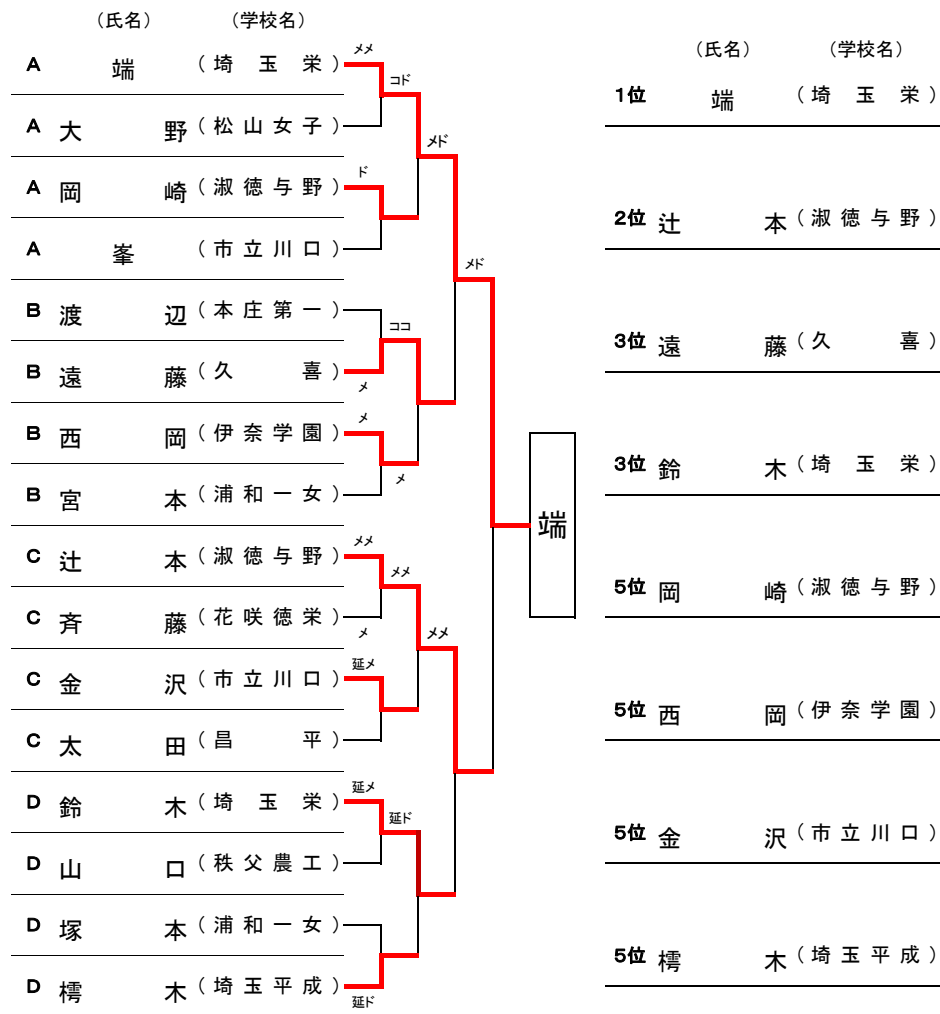 （氏名） （学校名）
A 端 （埼玉栄） メメ
コド
A 大野 （松山女子）
メド
A 岡崎 （淑徳与野） ド
A 峯 （市立川口）
メド
B 渡辺 （本庄第一）
ココ
B 遠藤 （久喜） メ
B 西岡 （伊奈学園） メ
メ
B 宮本 （浦和一女）
C 辻本 （淑徳与野） メメ
メメ
C 斉藤 （花咲徳栄） メ
メメ
C 金沢 （市立川口） 延メ
C 太田 （昌平）
D 鈴木 （埼玉栄） 延メ
延ド
D 山口 （秩父農工）
D 塚本 （浦和一女）
D 樗木 （埼玉平成） 延ド
端
（氏名） （学校名）
1位 端 （埼玉栄）
2位 辻本 （淑徳与野）
3位 遠藤 （久喜）
3位 鈴木 （埼玉栄）
5位 岡崎 （淑徳与野）
5位 西岡 （伊奈学園）
5位 金沢 （市立川口）
5位 樗木 （埼玉平成）